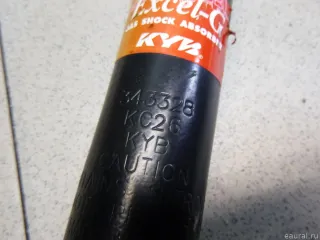 Excel-G
GAS SHOCK ABSORBER
KYB
343328
KC26
KYB
CAUTION
eaural.ru